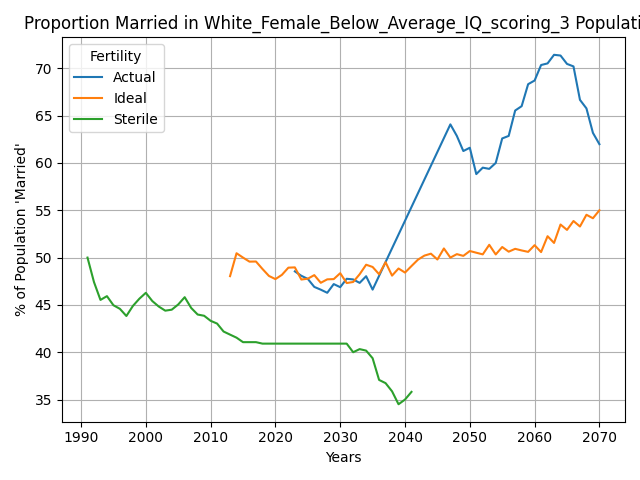 Proportion Married in White_Female_Below_Average_IQ_scoring_3 Populati
Fertility
Actual
Ideal
Sterile
% of Population 'Married'
70
65
60
55
50
45
40
35
1990 2000 2010 2020 2030 2040 2050 2060 2070
Years